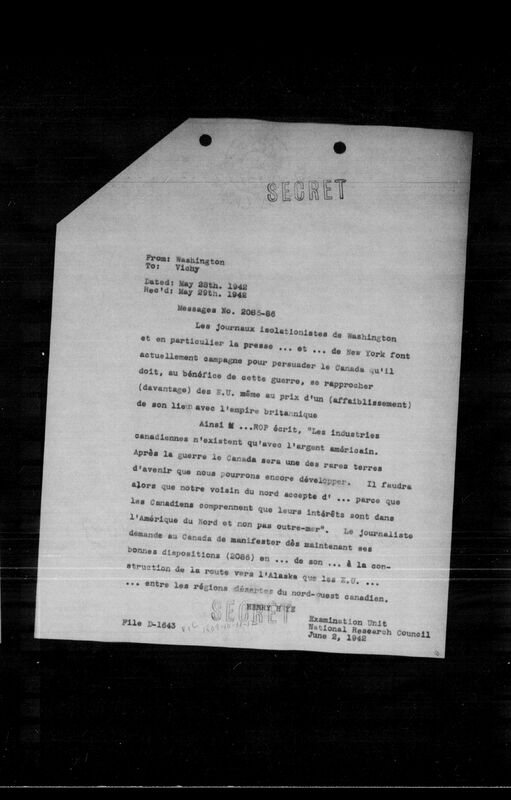 SECRET
From: Washington
To: Vichy
Dated: May 28th. 1942
Rec'd: May 29th. 1942
Messages No. 2085-86
Les journaux isolationistes de Washington
et en particulier la presse ... et ... de New York font
actuellement campagne pour persuader le Canada qu'il
doit, au bénéfice de cette guerre, se rapprocher
(davantage) des E.U. même au prix d'un (affaiblissement)
de son lien avec l'empire britannique
Ainsi ...ROP écrit, "Les industries
canadiennes n'existent qu'avec l'argent américain.
Après la guerre le Canada sera une des rares terres
d'avenir que nous pourrons encore développer. Il faudra
alors que notre voisin du nord accepte d' ... parce que
les Canadiens comprennent que leurs intérêts sont dans
l'Amérique du Nord et non pas outre-mer". Le journaliste
demande au Canada de manifester dès maintenant ses
bonnes dispositions (2086) en ... de son ... à la con-
struction de la route vers l'Alaska que les E.U. ...
... entre les régions désertes du nord-ouest canadien.
HENRY HAYE
SECRET
File D-1643
Examination Unit
National Research Council
June 2, 1942